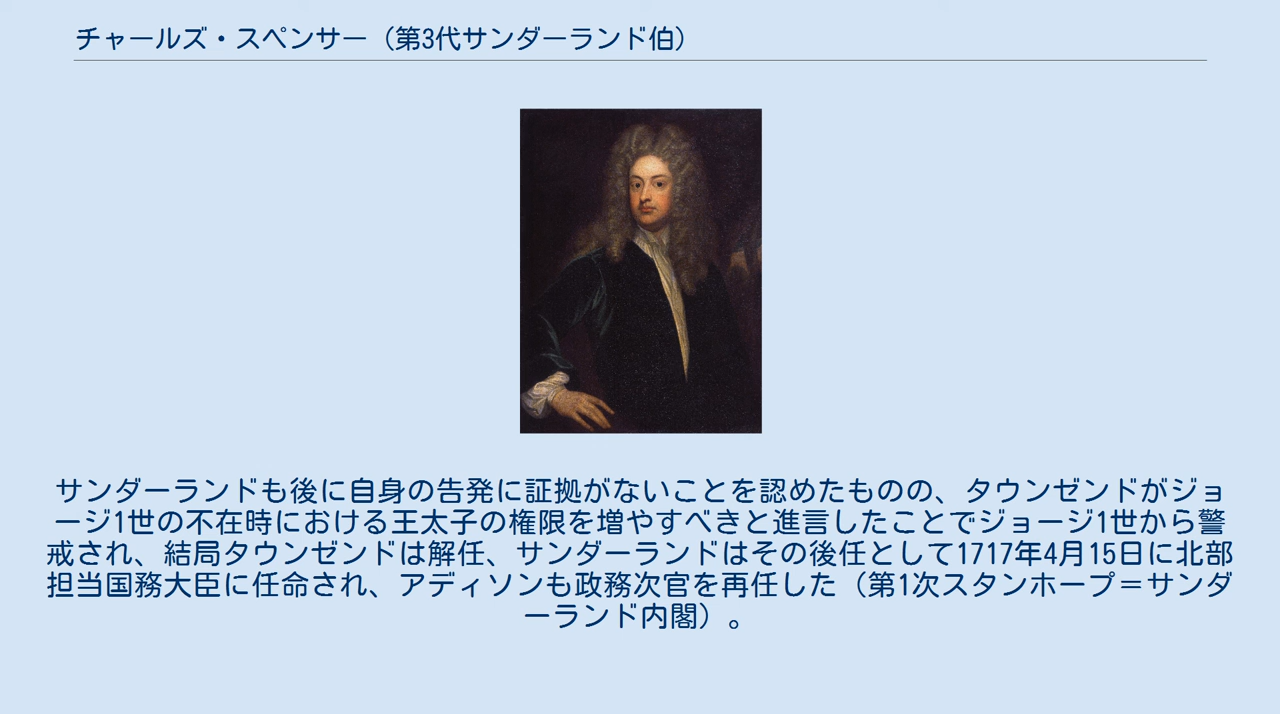 チャールズ・スペンサー（第3代サンダーランド伯）
サンダーランドも後に自身の告発に証拠がないことを認めたものの、タウンゼンドがジョ
ージ1世の不在時における王太子の権限を増やすべきと進言したことでジョージ1世から警
戒され、結局タウンゼンドは解任、サンダーランドはその後任として1717年4月15日に北部
担当国務大臣に任命され、アディソンも政務次官を再任した（第1次スタンホープ＝サンダ
ーランド内閣）。